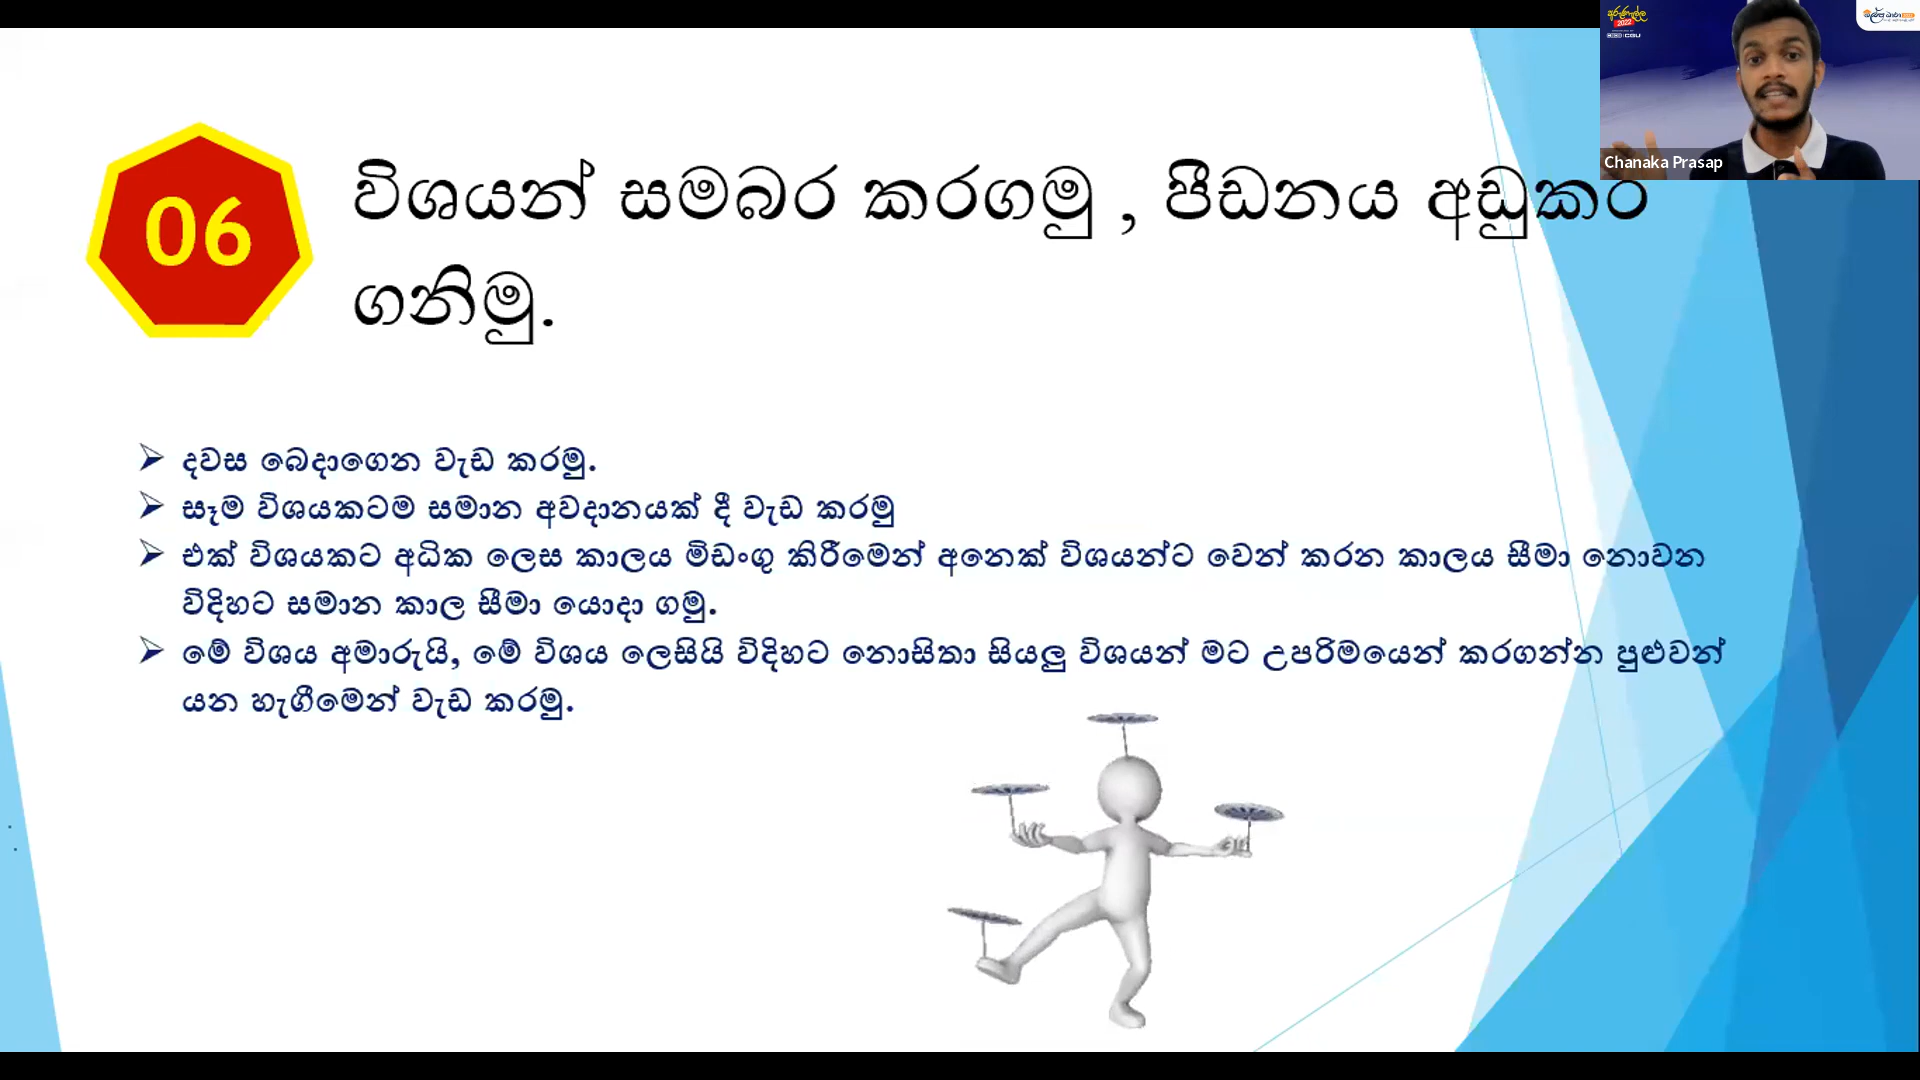 06
විශයන් සමබර කරගමු , පීඩනය අඩුකර
ගනිමු.
දවස බෙදාගෙන වැඩ කරමු.
සෑම විශයකටම සමාන අවදානයක් දී වැඩ කරමු
එක් විශයකට අධික ලෙස කාලය මිඩංගු කිරීමෙන් අනෙක් විශයන්ට වෙන් කරන කාලය සීමා නොවන
විදිහට සමාන කාල සීමා යොදා ගමු.
මේ විශය අමාරුයි, මේ විශය ලෙසියි විදිහට නොසිතා සියලු විශයන් මට උපරිමයෙන් කරගන්න පුළුවන්
යන හැගීමෙන් වැඩ කරමු.
2022
CGU
Chanaka Prasap